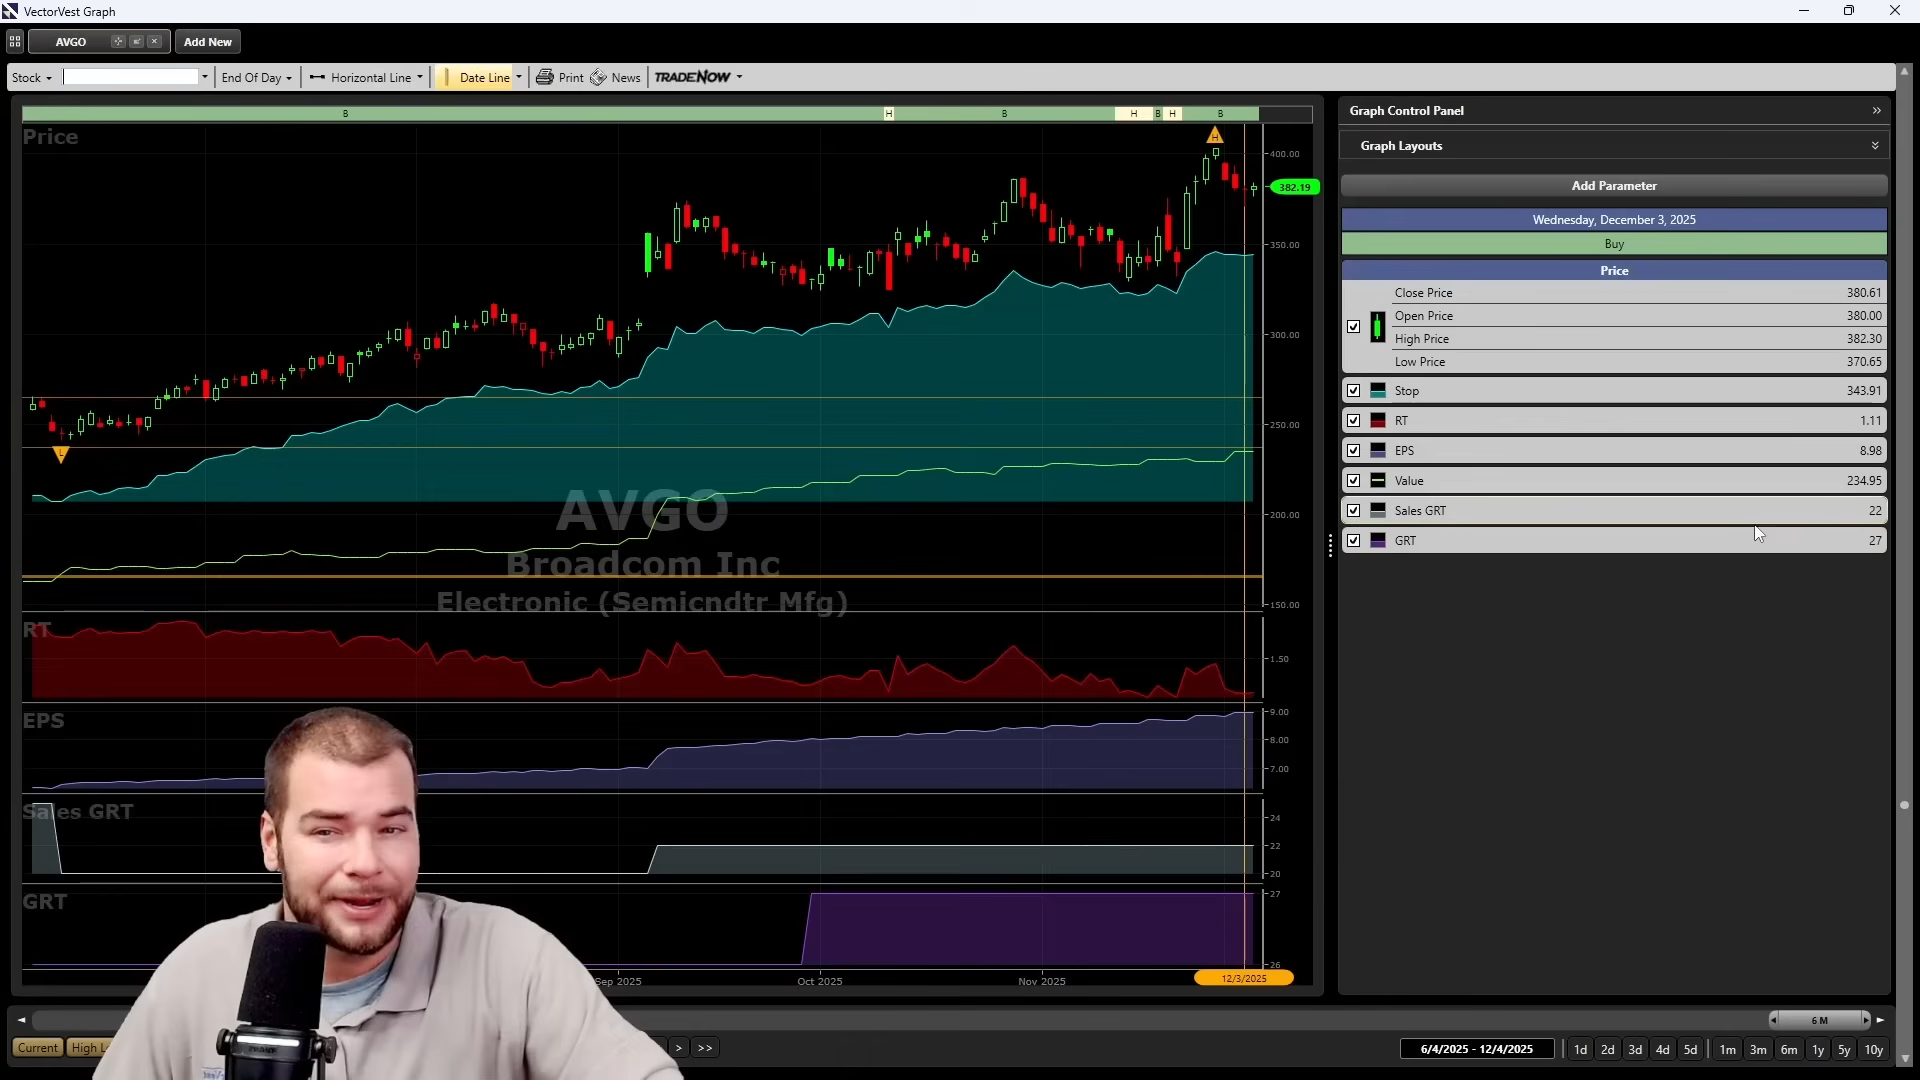 VectorVest Graph
AVGO
Add New
Stock
End Of Day
Horizontal Line
Date Line
Print
News
TRADENOW
B H B H B H B
Price
400.00
382.19
350.00
300.00
250.00
200.00
150.00
H
L
AVGO
Broadcom Inc
Electronic (Semicndtr Mfg)
RT
1.50
EPS
9.00
8.00
7.00
Sales GRT
24
22
20
GRT
27
26
Sep 2025
Oct 2025
Nov 2025
12/3/2025
Graph Control Panel
Graph Layouts
Add Parameter
Wednesday, December 3, 2025
Buy
Price
Close Price 380.61
Open Price 380.00
High Price 382.30
Low Price 370.65
Stop 343.91
RT 1.11
EPS 8.98
Value 234.95
Sales GRT 22
GRT 27
6 M
Current
High L
> >>
6/4/2025 - 12/4/2025
1d 2d 3d 4d 5d 1m 3m 6m 1y 5y 10y